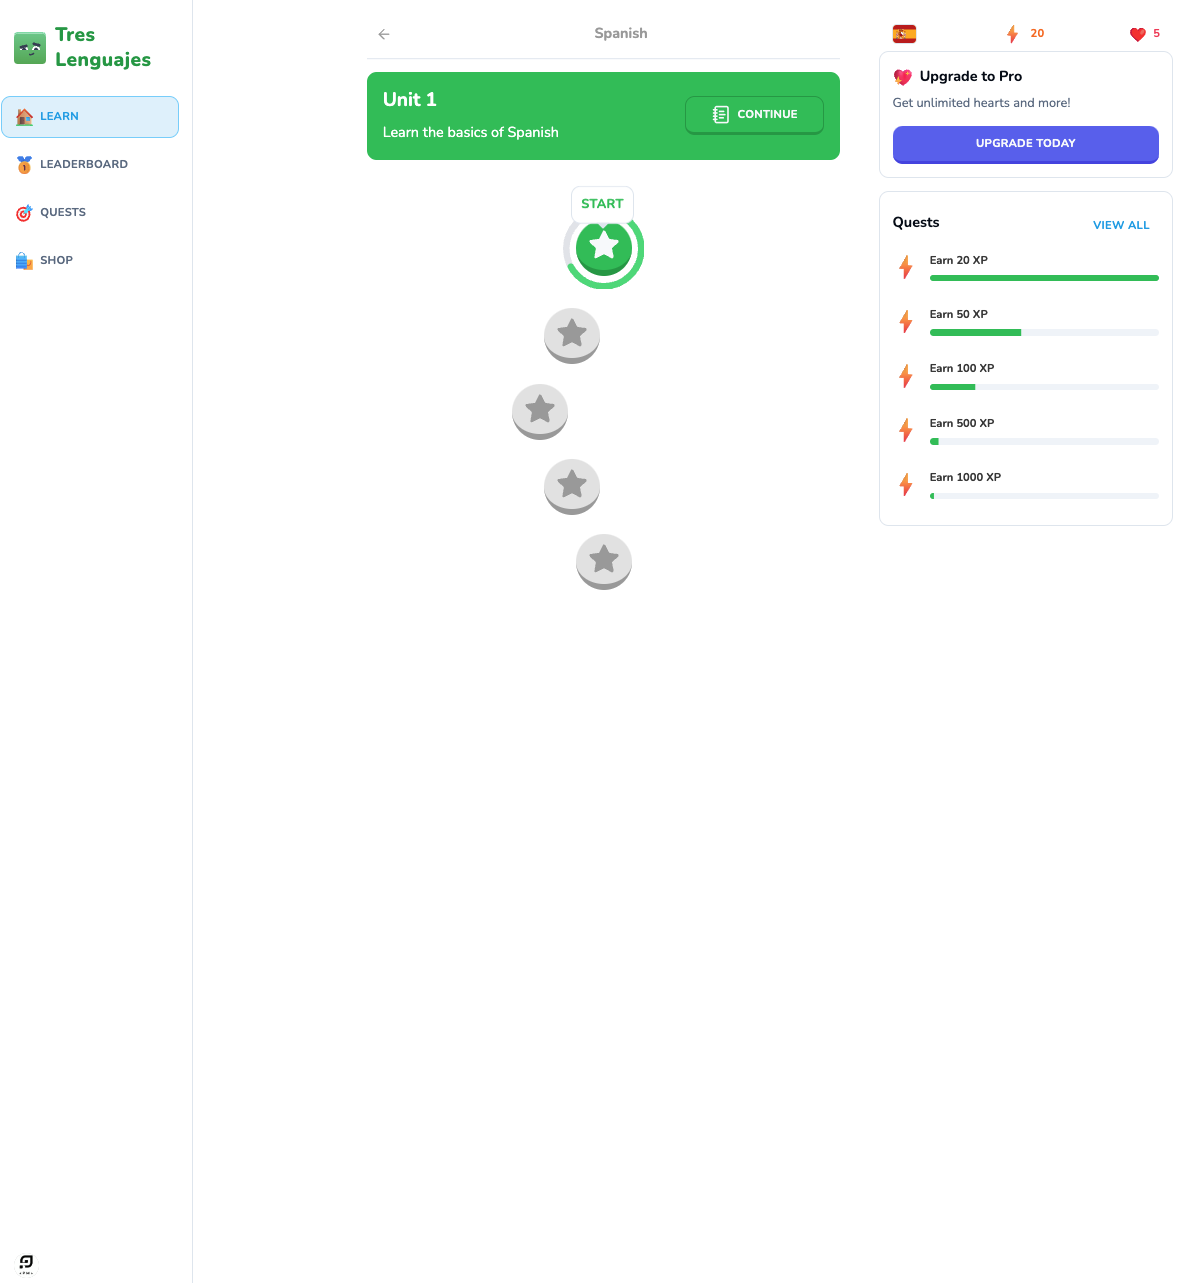 Tres
Lenguajes
LEARN
LEADERBOARD
QUESTS
SHOP
Spanish
Unit 1
Learn the basics of Spanish
CONTINUE
START
20
5
Upgrade to Pro
Get unlimited hearts and more!
UPGRADE TODAY
Quests
VIEW ALL
Earn 20 XP
Earn 50 XP
Earn 100 XP
Earn 500 XP
Earn 1000 XP